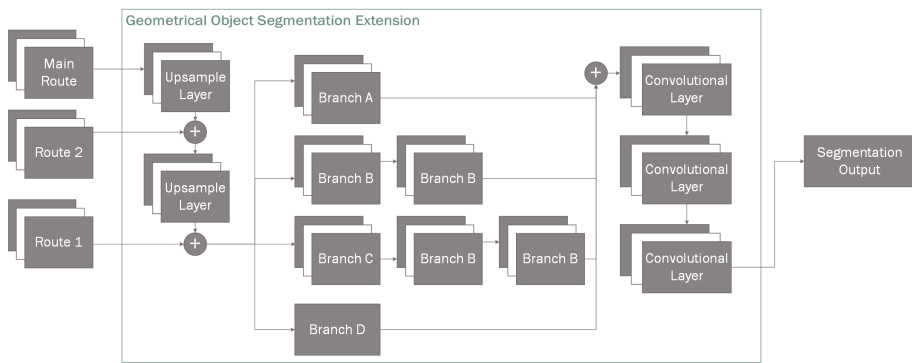 Geometrical Object Segmentation Extension
Main
Route
Upsample
Layer
+
Route 2
+
Upsample
Layer
Route 1
+
Branch A
Branch B
Branch B
Branch C
Branch B
Branch B
Branch D
Convolutional
Layer
Convolutional
Layer
Convolutional
Layer
Segmentation
Output